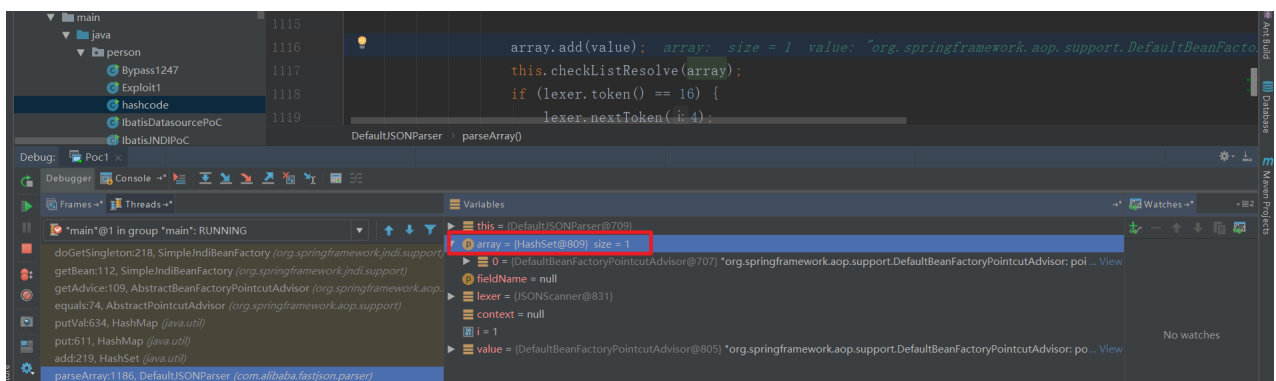 main
java
person
Bypass1247
Exploit1
hashcode
IbatisDatasourcePoC
IbatisJNDIPoC
1115
1116 array.add(value); array: size = 1 value: "org.springframework.aop.support.DefaultBeanFacto
1117 this.checkListResolve(array);
1118 if (lexer.token() == 16) {
1119 lexer.nextToken( i: 4);
DefaultJSONParser › parseArray()
Ant Build
Database
Maven Projects
Debug: Poc1 ×
Debugger Console →*
Frames →* Threads →*
"main"@1 in group "main": RUNNING
doGetSingleton:218, SimpleJndiBeanFactory (org.springframework.jndi.support)
getBean:112, SimpleJndiBeanFactory (org.springframework.jndi.support)
getAdvice:109, AbstractBeanFactoryPointcutAdvisor (org.springframework.aop.
equals:74, AbstractPointcutAdvisor (org.springframework.aop.support)
putVal:634, HashMap (java.util)
put:611, HashMap (java.util)
add:219, HashSet (java.util)
parseArray:1186, DefaultJSONParser (com.alibaba.fastjson.parser)
Variables
this = {DefaultJSONParser@709}
array = {HashSet@809} size = 1
0 = {DefaultBeanFactoryPointcutAdvisor@707} "org.springframework.aop.support.DefaultBeanFactoryPointcutAdvisor: poi ... View
fieldName = null
lexer = {JSONScanner@831}
context = null
i = 1
value = {DefaultBeanFactoryPointcutAdvisor@805} "org.springframework.aop.support.DefaultBeanFactoryPointcutAdvisor: po... View
→* Watches →*
No watches